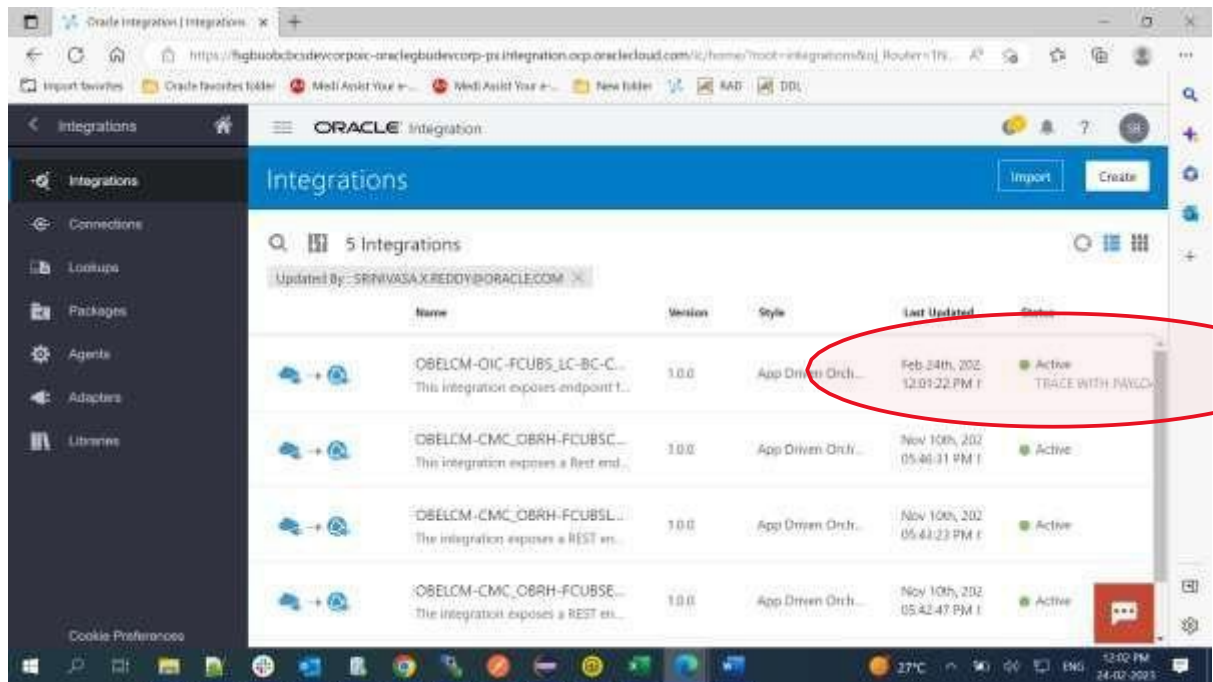 Oracle Integration | Integrations
Import favorites
Oracle favorites folder
Medi Assist Your e-...
Medi Assist Your e-...
New folder
RAD
DDL
Integrations
ORACLE Integration
?
SR
Integrations
Connections
Lookups
Packages
Agents
Adapters
Libraries
Cookie Preferences
Integrations
Import
Create
5 Integrations
Updated By : SRINIVASA.X.REDDY@ORACLE.COM
Name Version Style Last Updated Status
OBELCM-OIC-FCUBS_LC-BC-C... 1.0.0 App Driven Orch... Feb 24th, 202 Active
This integration exposes endpoint t... 12:01:22 PM TRACE WITH PAYLO
OBELCM-CMC_OBRH-FCUBSC... 1.0.0 App Driven Orch... Nov 10th, 202 Active
This integration exposes a Rest end... 05:46:31 PM
OBELCM-CMC_OBRH-FCUBSL... 1.0.0 App Driven Orch... Nov 10th, 202 Active
The integration exposes a REST en... 05:43:23 PM
OBELCM-CMC_OBRH-FCUBSE... 1.0.0 App Driven Orch... Nov 10th, 202 Active
The integration exposes a REST en... 05:42:47 PM
27°C
ENG
12:02 PM
24-02-2023